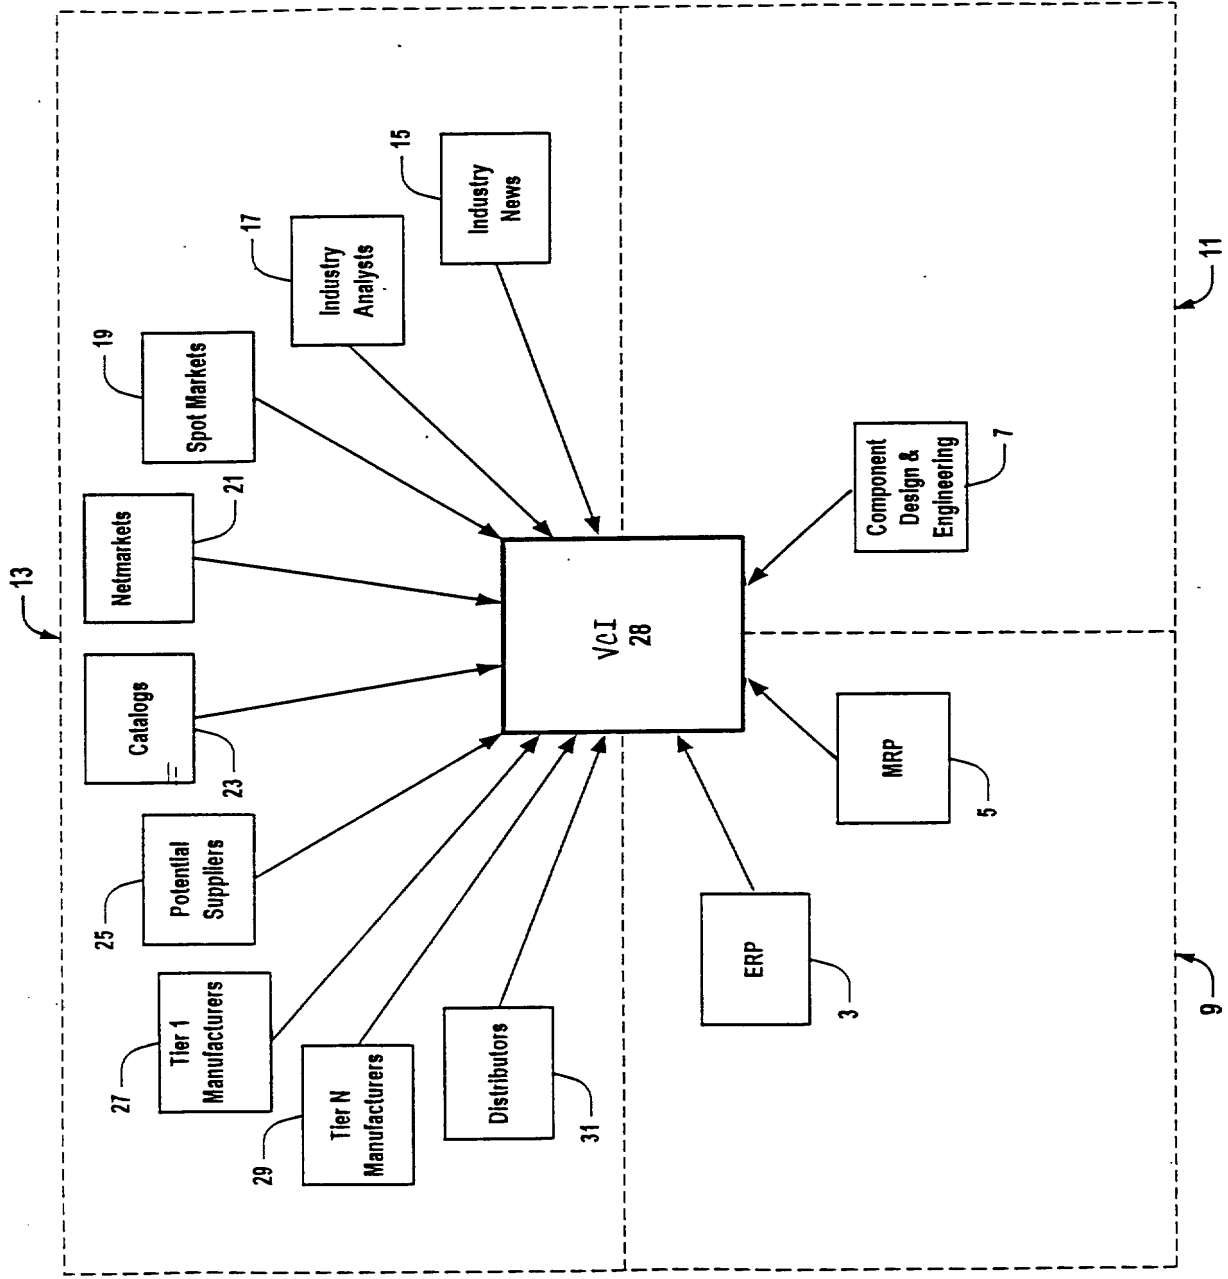 13
Tier 1
Manufacturers
27
Potential
Suppliers
25
Catalogs
23
Netmarkets
21
Spot Markets
19
Tier N
Manufacturers
29
Industry
Analysts
17
Distributors
31
Industry
News
15
VCI
28
ERP
3
MRP
5
Component
Design &
Engineering
7
9
11